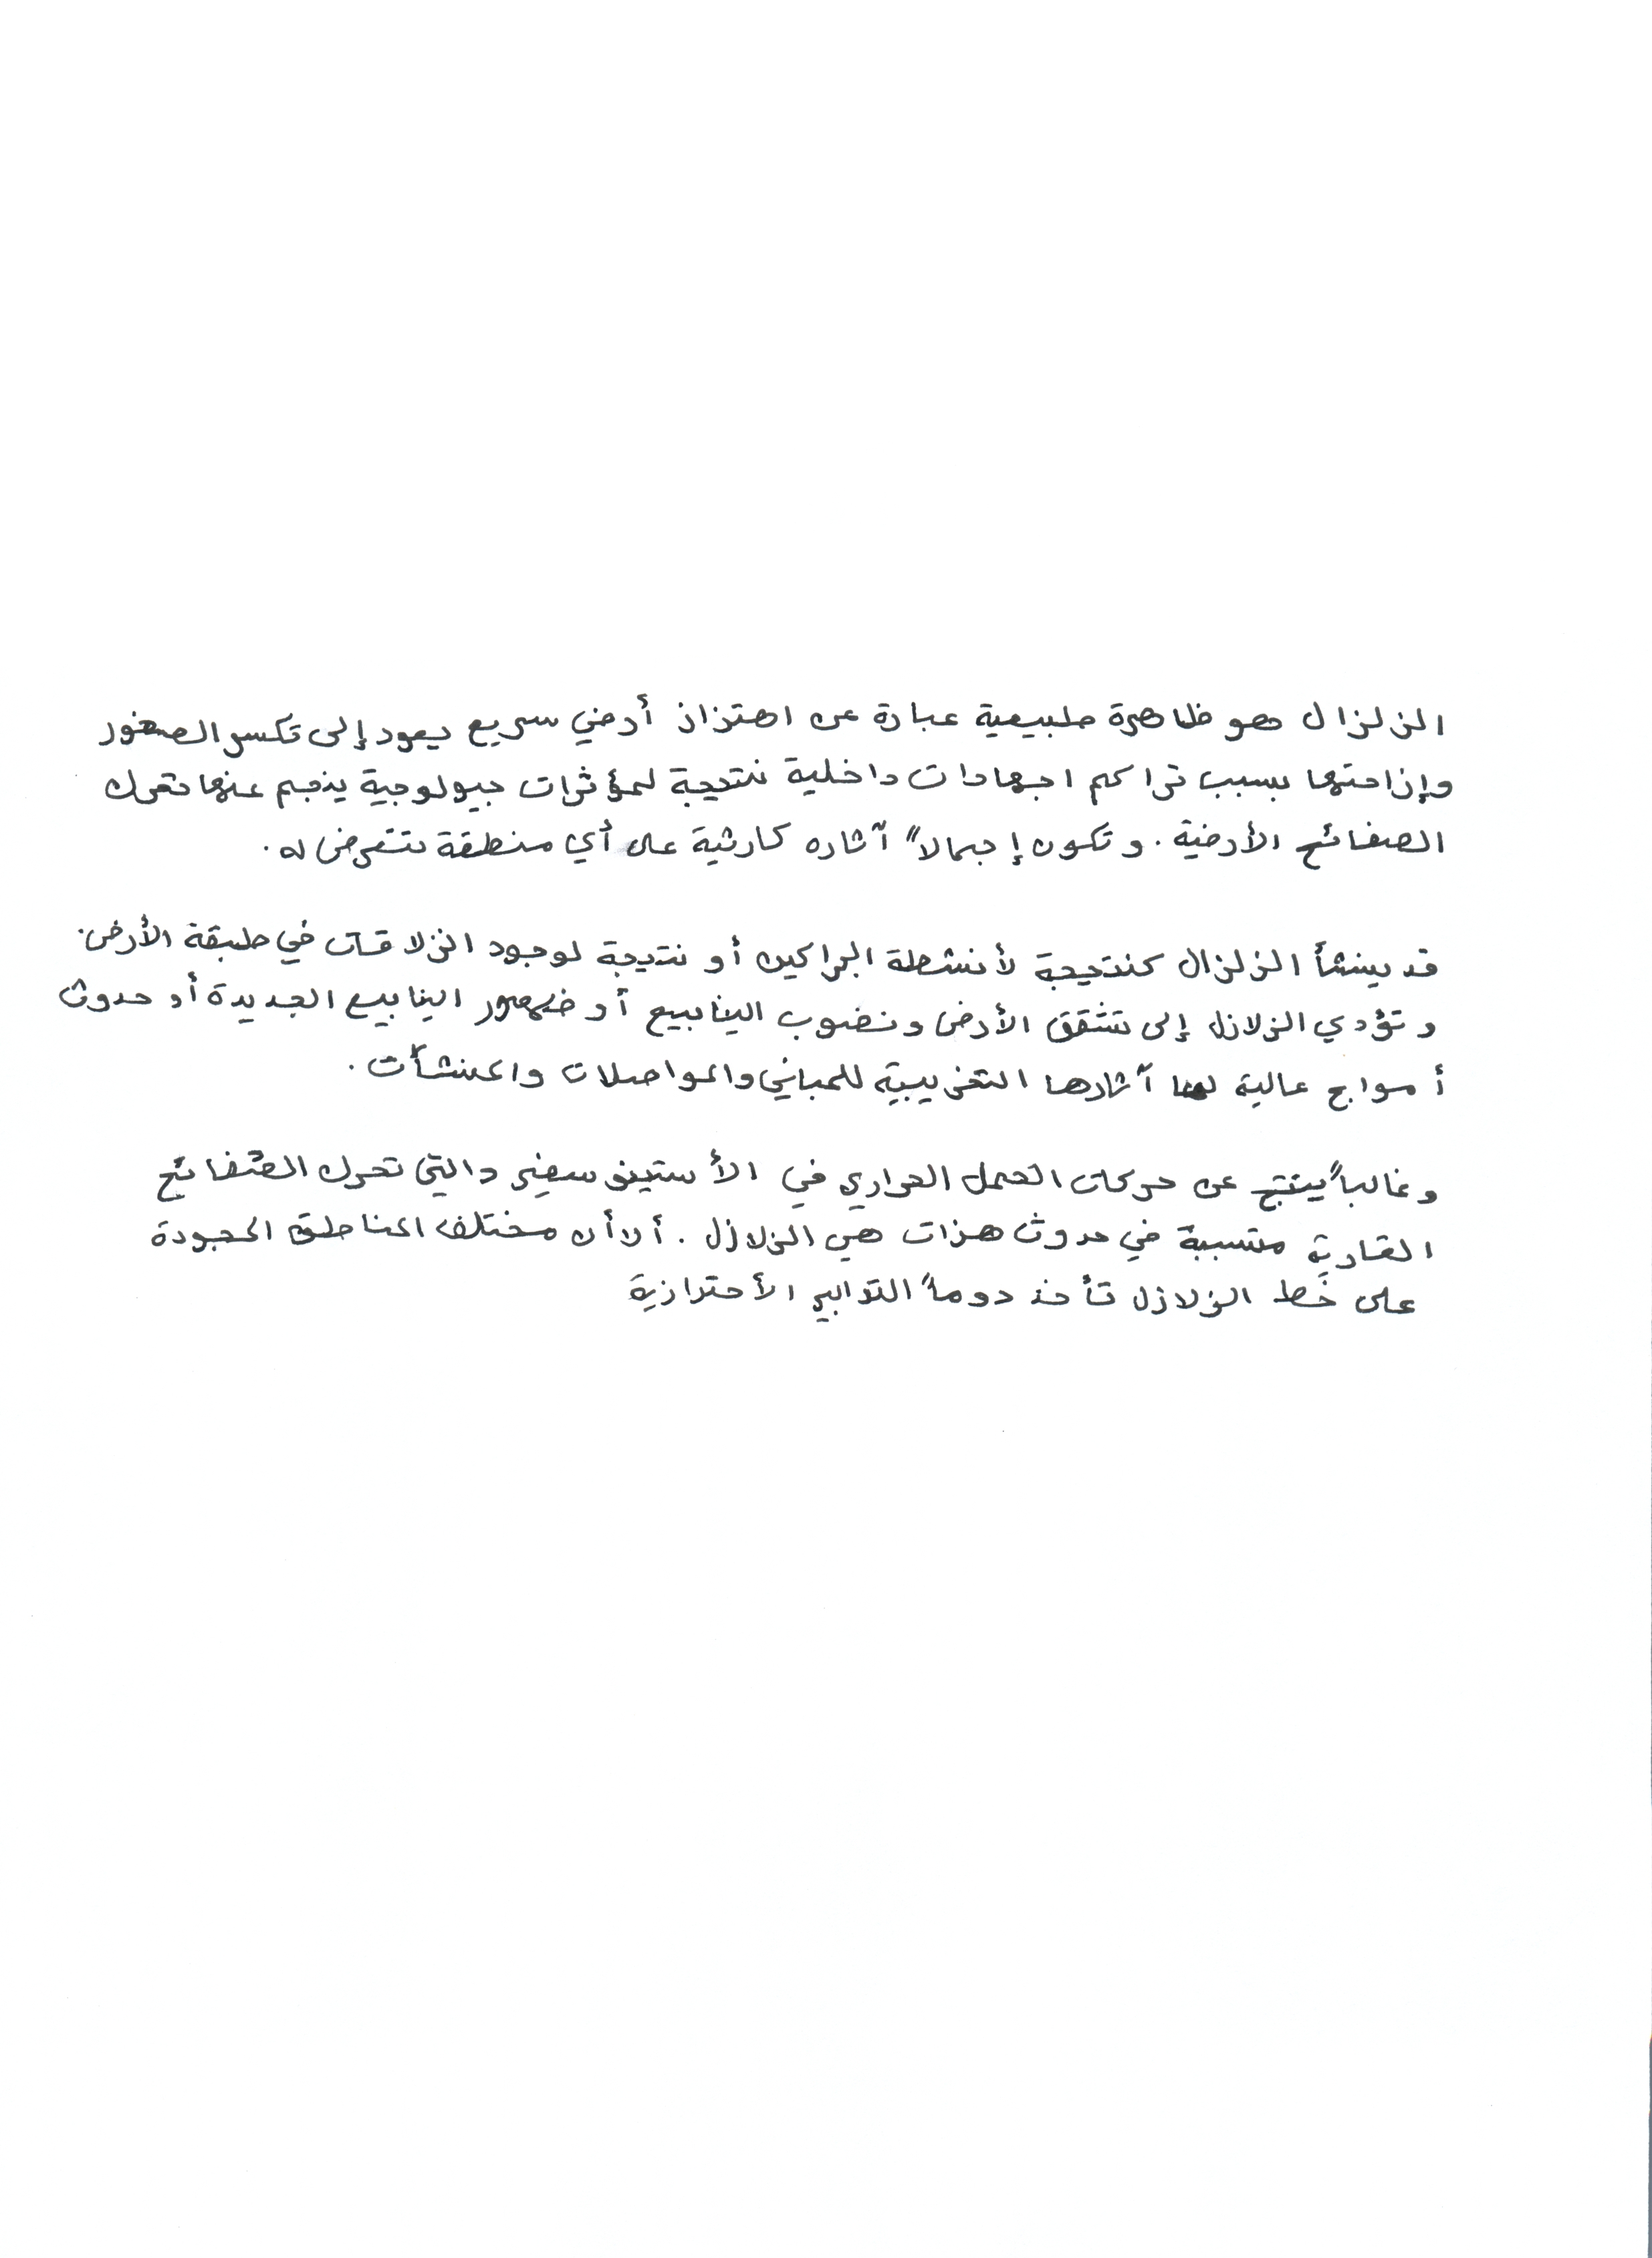 الزلزال هو ظاهرة طبيعية عبارة عن اهتزاز أرضي سريع يعود إلى تكسر الصخور
وإزاحتها بسبب تراكم اجهادات داخلية نتيجة لمؤثرات جيولوجية ينجم عنها تحرك
الصفائح الأرضية. وتكون إجمالاً آثاره كارثية على أي منطقة تتعرض له.
قد ينشأ الزلزال كنتيجة لأنشطة البراكين أو نتيجة لوجود انزلاقات في طبقة الأرض.
وتؤدي الزلازل إلى تشقق الأرض ونضوب الينابيع أو ظهور الينابيع الجديدة أو حدوث
أمواج عالية لها آثارها التخريبية للمباني والمواصلات والمنشآت.
وغالباً ينتج عن حركات الحمل الحراري في الأستينوسفير والتي تحرك الصفائح
القارية متسببة في حدوث هزات هي الزلازل. ألا أن مختلف المناطق
على خط الزلازل تأخذ دوماً التدابير الأحترازية